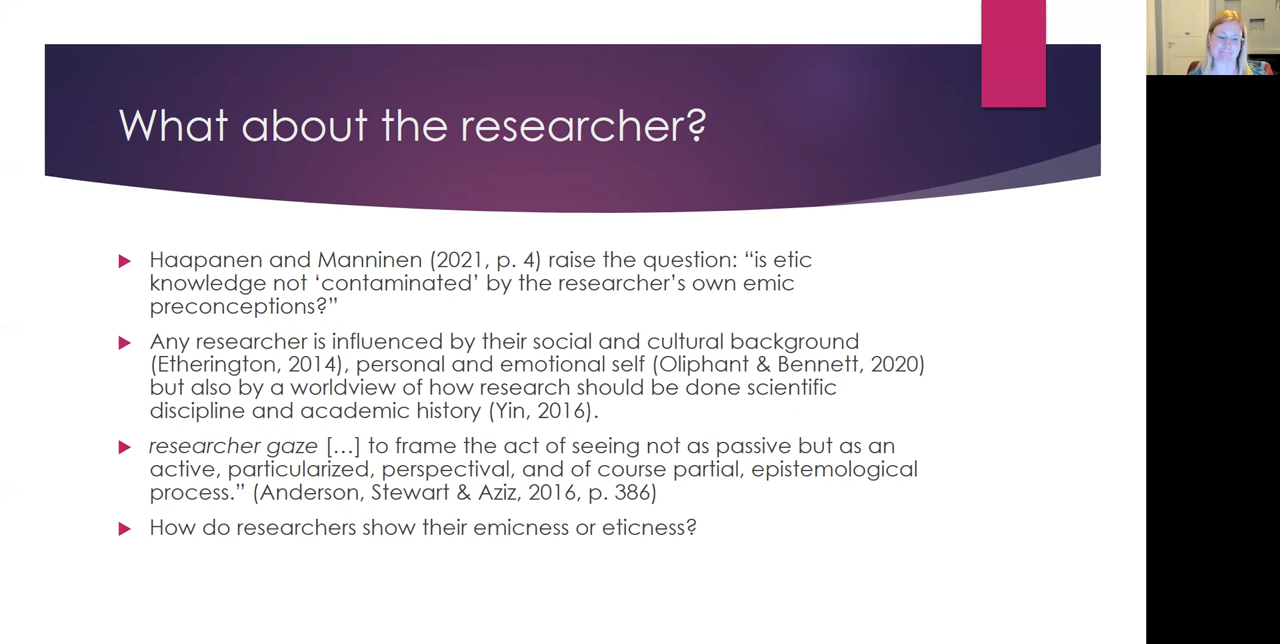 What about the researcher?
Haapanen and Manninen (2021, p. 4) raise the question: “is etic
knowledge not ‘contaminated’ by the researcher’s own emic
preconceptions?”
Any researcher is influenced by their social and cultural background
(Etherington, 2014), personal and emotional self (Oliphant & Bennett, 2020)
but also by a worldview of how research should be done scientific
discipline and academic history (Yin, 2016).
researcher gaze [...] to frame the act of seeing not as passive but as an
active, particularized, perspectival, and of course partial, epistemological
process.” (Anderson, Stewart & Aziz, 2016, p. 386)
How do researchers show their emicness or eticness?